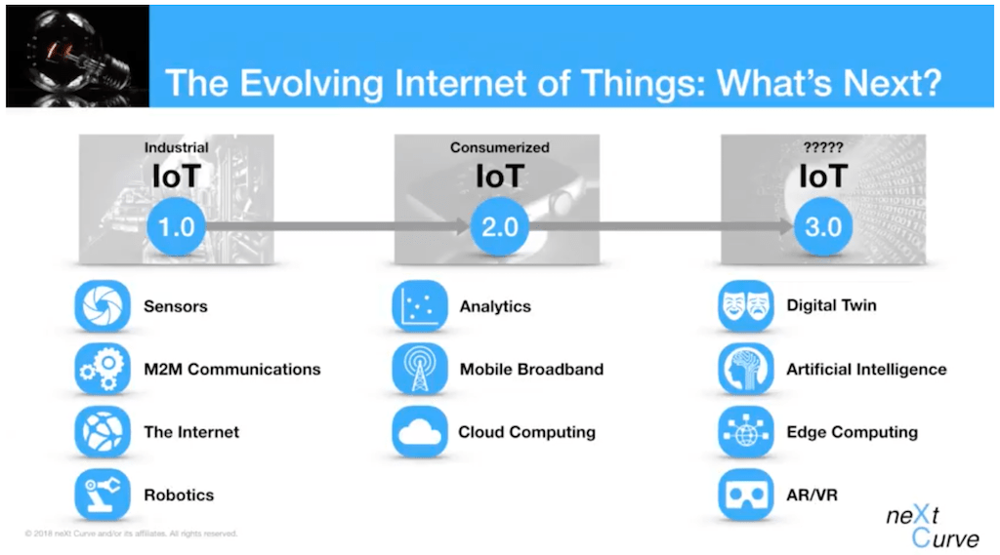 The Evolving Internet of Things: What's Next?
Industrial
IoT
1.0
Sensors
M2M Communications
The Internet
Robotics
Consumerized
IoT
2.0
Analytics
Mobile Broadband
Cloud Computing
?????
IoT
3.0
Digital Twin
Artificial Intelligence
Edge Computing
AR/VR
© 2018 neXt Curve and/or its affiliates. All rights reserved.
neXt
Curve